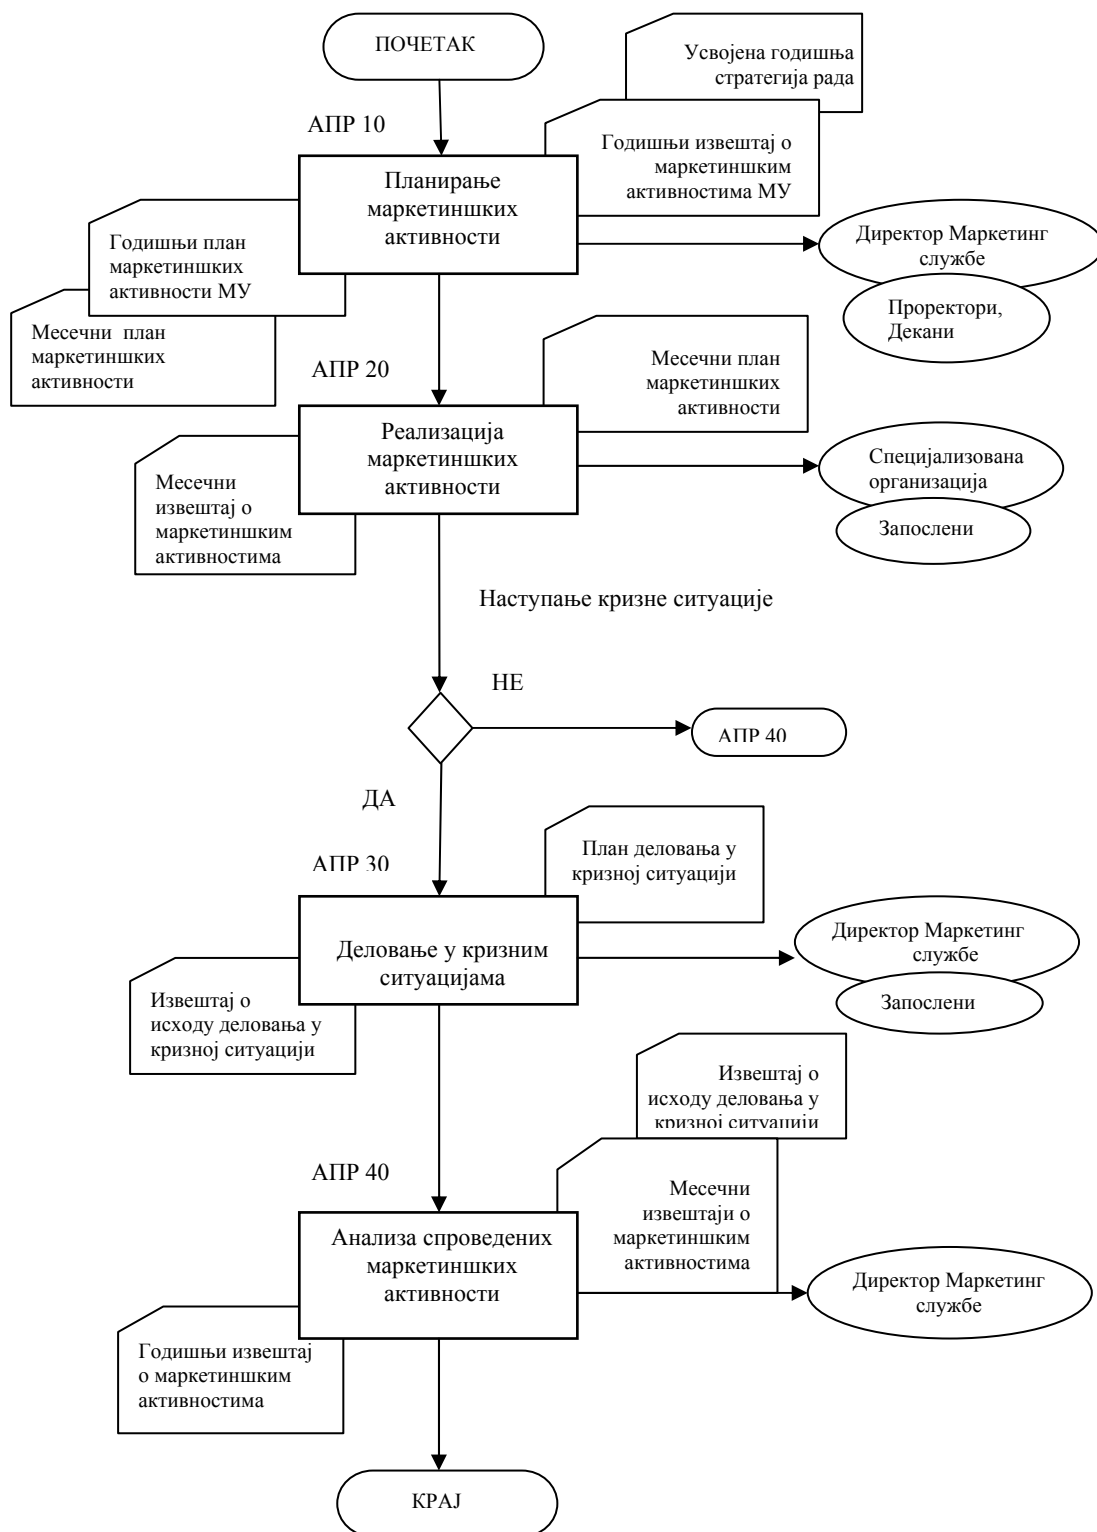 ПОЧЕТАК
Усвојена годишња
стратегија рада
АПР 10
Годишњи извештај о
маркетиншким
активностима МУ
Планирање
маркетиншких
активности
Годишњи план
маркетиншких
активности МУ
Директор Маркетинг
службе
Проректори,
Декани
Месечни план
маркетиншких
активности
АПР 20
Месечни план
маркетиншких
активности
Реализација
маркетиншких
активности
Месечни
извештај о
маркетиншким
активностима
Специјализована
организација
Запослени
Наступање кризне ситуације
НЕ
АПР 40
ДА
АПР 30
План деловања у
кризној ситуацији
Деловање у кризним
ситуацијама
Директор Маркетинг
службе
Запослени
Извештај о
исходу деловања у
кризној ситуацији
Извештај о
исходу деловања у
кризној ситуацији
АПР 40
Месечни
извештаји о
маркетиншким
активностима
Анализа спроведених
маркетиншких
активности
Директор Маркетинг
службе
Годишњи извештај
о маркетиншким
активностима
КРАЈ